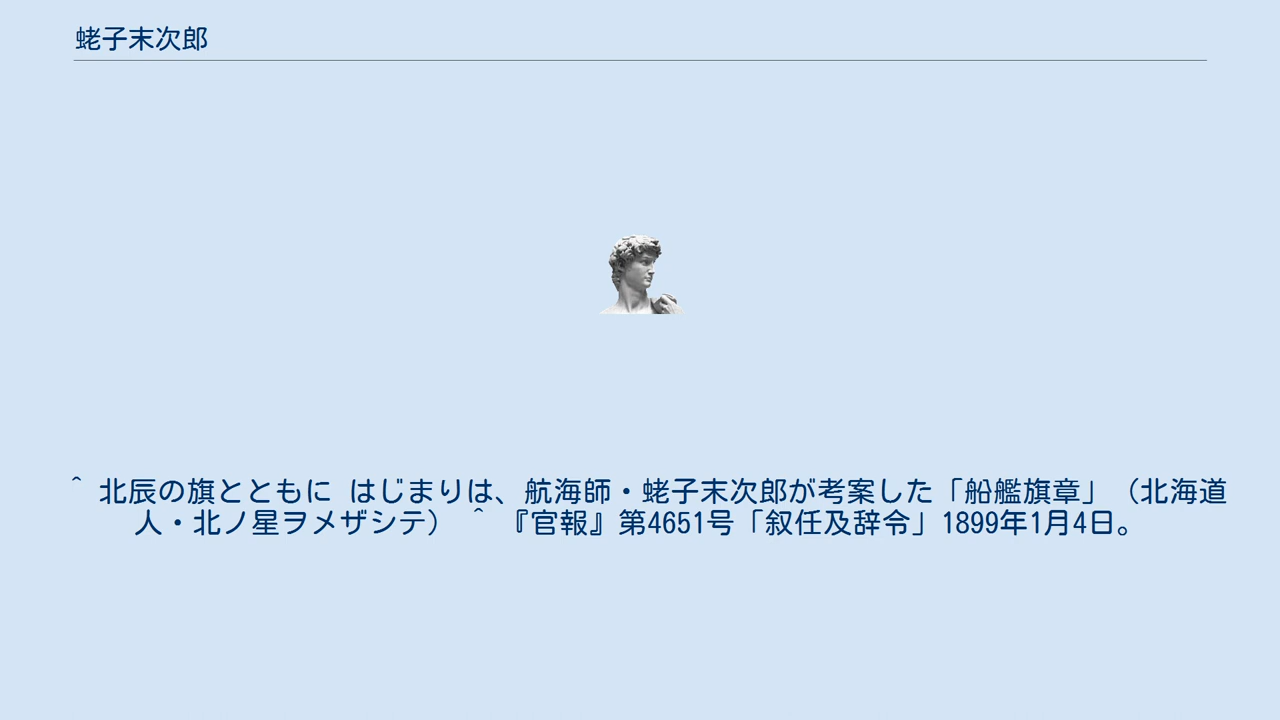 蛯子末次郎
^ 北辰の旗とともに はじまりは、航海師・蛯子末次郎が考案した「船艦旗章」（北海道
人・北ノ星ヲメザシテ） ^ 『官報』第4651号「叙任及辞令」1899年1月4日。